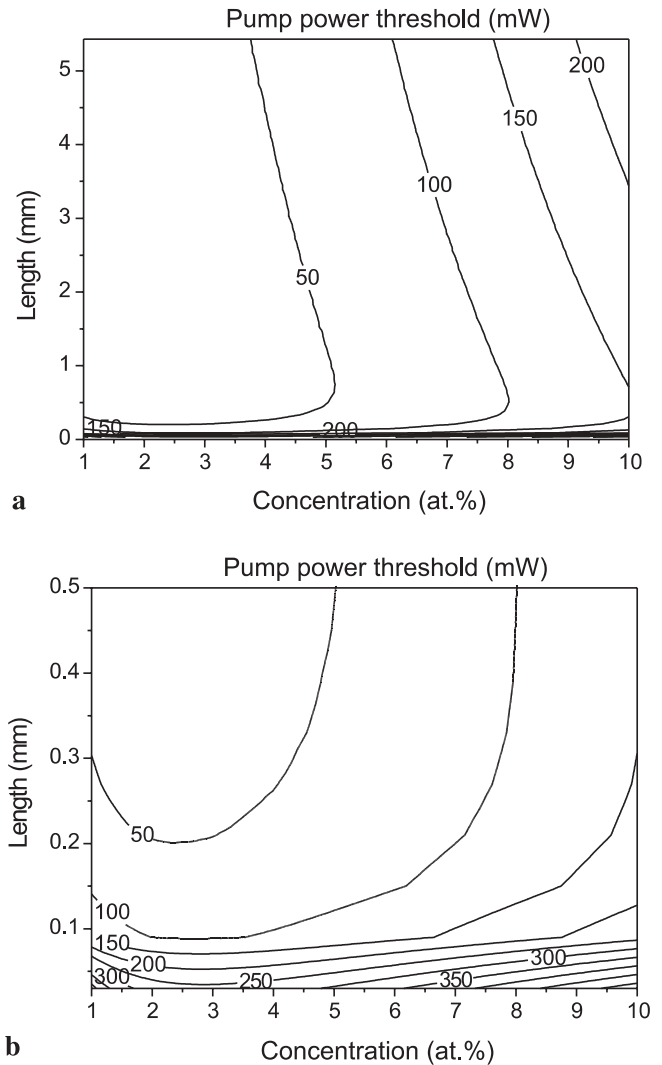 Pump power threshold (mW)
5
4
3
2
1
0
Length (mm)
200
150
100
50
150
200
1 2 3 4 5 6 7 8 9 10
a
Concentration (at.%)
Pump power threshold (mW)
0.5
0.4
0.3
0.2
0.1
Length (mm)
50
100
150
200
300
250
300
350
1 2 3 4 5 6 7 8 9 10
b
Concentration (at.%)